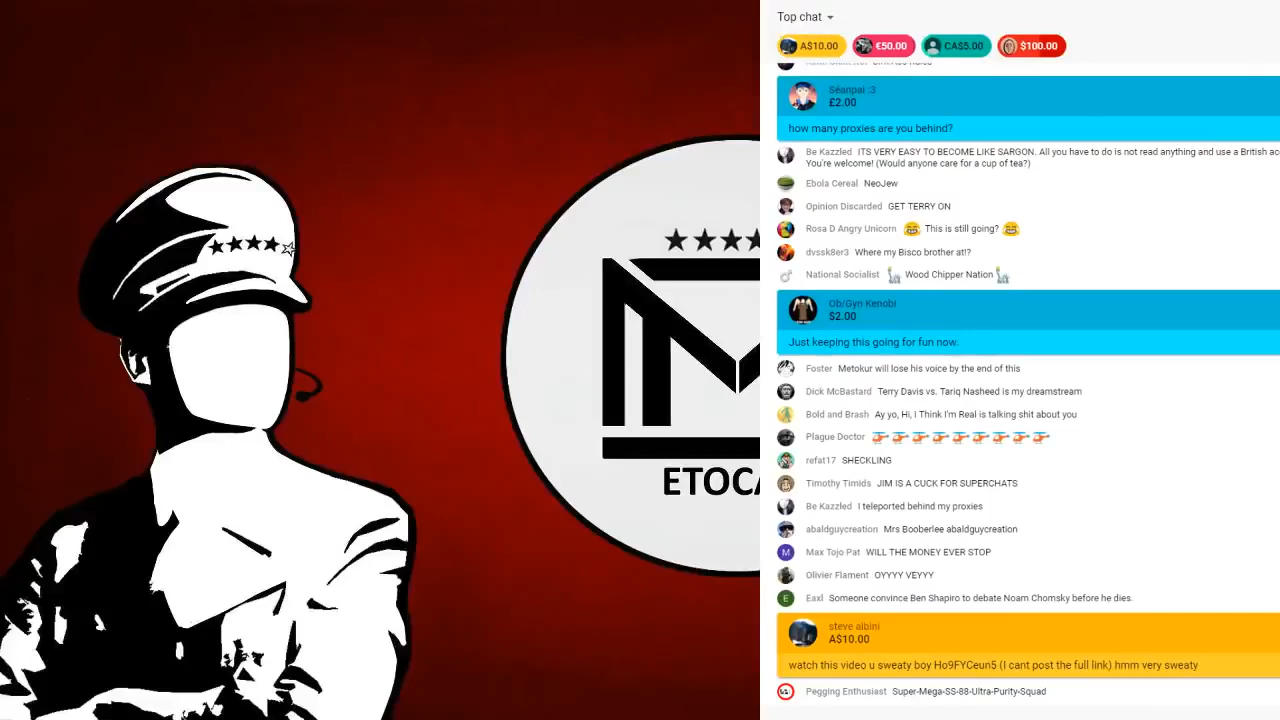 Top chat
A$10.00 €50.00 CA$5.00 $100.00
Séanpai :3
£2.00
how many proxies are you behind?
Be Kazzled ITS VERY EASY TO BECOME LIKE SARGON. All you have to do is not read anything and use a British ac
You're welcome! (Would anyone care for a cup of tea?)
Ebola Cereal NeoJew
Opinion Discarded GET TERRY ON
Rosa D Angry Unicorn This is still going?
dvssk8er3 Where my Bisco brother at!?
National Socialist Wood Chipper Nation
Ob/Gyn Kenobi
$2.00
Just keeping this going for fun now.
Foster Metokur will lose his voice by the end of this
Dick McBastard Terry Davis vs. Tariq Nasheed is my dreamstream
Bold and Brash Ay yo, Hi, I Think I'm Real is talking shit about you
Plague Doctor
refat17 SHECKLING
Timothy Timids JIM IS A CUCK FOR SUPERCHATS
Be Kazzled I teleported behind my proxies
abaldguycreation Mrs Booberlee abaldguycreation
M Max Tojo Pat WILL THE MONEY EVER STOP
Olivier Flament OYYYY VEYYY
E Eaxl Someone convince Ben Shapiro to debate Noam Chomsky before he dies.
steve albini
A$10.00
watch this video u sweaty boy Ho9FYCeun5 (I cant post the full link) hmm very sweaty
Pegging Enthusiast Super-Mega-SS-88-Ultra-Purity-Squad
M
ETOCA